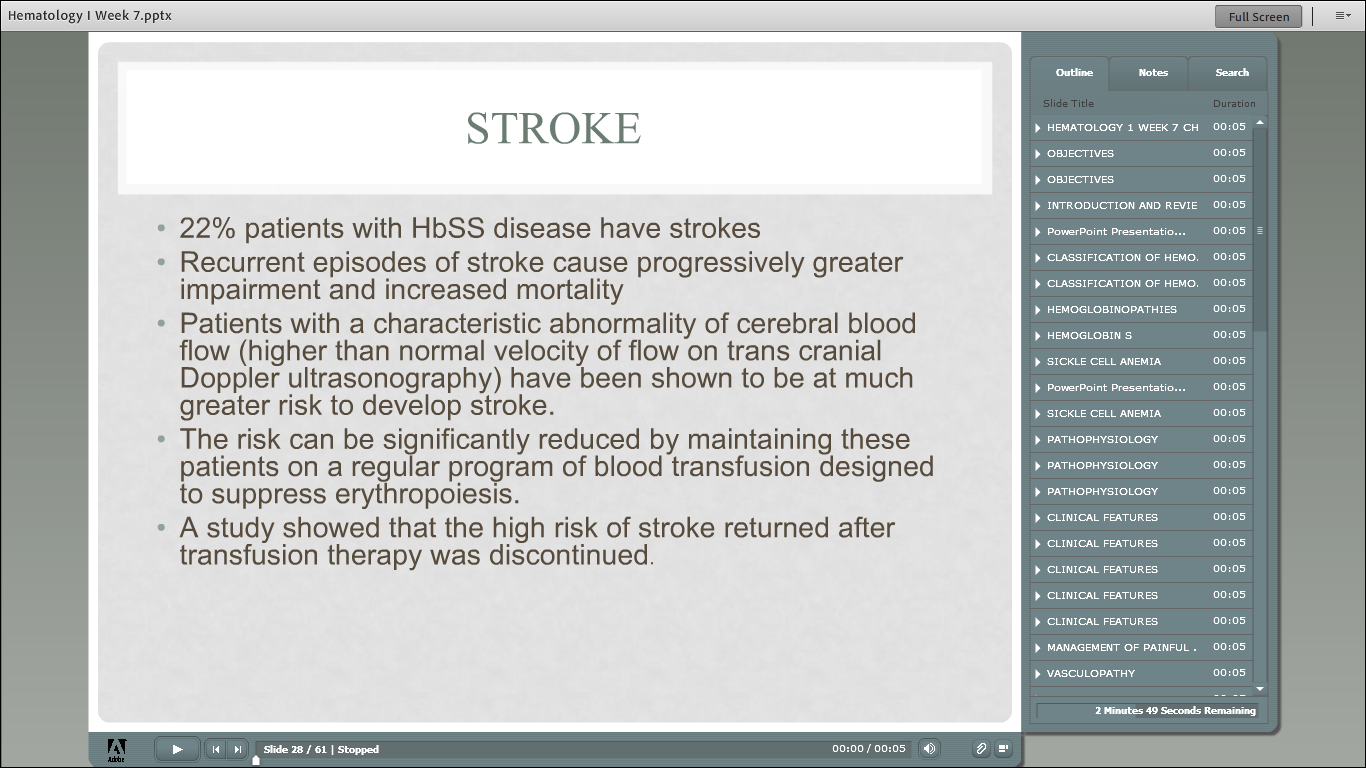 Hematology I Week 7.pptx
Full Screen
STROKE
• 22% patients with HbSS disease have strokes
• Recurrent episodes of stroke cause progressively greater
impairment and increased mortality
• Patients with a characteristic abnormality of cerebral blood
flow (higher than normal velocity of flow on trans cranial
Doppler ultrasonography) have been shown to be at much
greater risk to develop stroke.
• The risk can be significantly reduced by maintaining these
patients on a regular program of blood transfusion designed
to suppress erythropoiesis.
• A study showed that the high risk of stroke returned after
transfusion therapy was discontinued.
Outline Notes Search
Slide Title Duration
HEMATOLOGY 1 WEEK 7 CH 00:05
OBJECTIVES 00:05
OBJECTIVES 00:05
INTRODUCTION AND REVIE 00:05
PowerPoint Presentatio... 00:05
CLASSIFICATION OF HEMO. 00:05
CLASSIFICATION OF HEMO. 00:05
HEMOGLOBINOPATHIES 00:05
HEMOGLOBIN S 00:05
SICKLE CELL ANEMIA 00:05
PowerPoint Presentatio... 00:05
SICKLE CELL ANEMIA 00:05
PATHOPHYSIOLOGY 00:05
PATHOPHYSIOLOGY 00:05
PATHOPHYSIOLOGY 00:05
CLINICAL FEATURES 00:05
CLINICAL FEATURES 00:05
CLINICAL FEATURES 00:05
CLINICAL FEATURES 00:05
CLINICAL FEATURES 00:05
MANAGEMENT OF PAINFUL . 00:05
VASCULOPATHY 00:05
2 Minutes 49 Seconds Remaining
Adobe
Slide 28 / 61 | Stopped 00:00 / 00:05